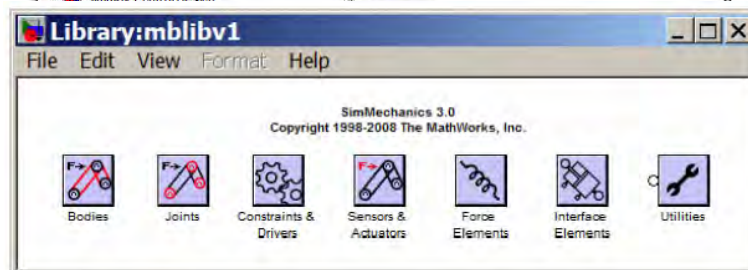 Library:mblibv1
File Edit View Format Help
SimMechanics 3.0
Copyright 1998-2008 The MathWorks, Inc.
F→ F→ F→
Bodies Joints Constraints & Sensors & Force Interface Utilities
Drivers Actuators Elements Elements